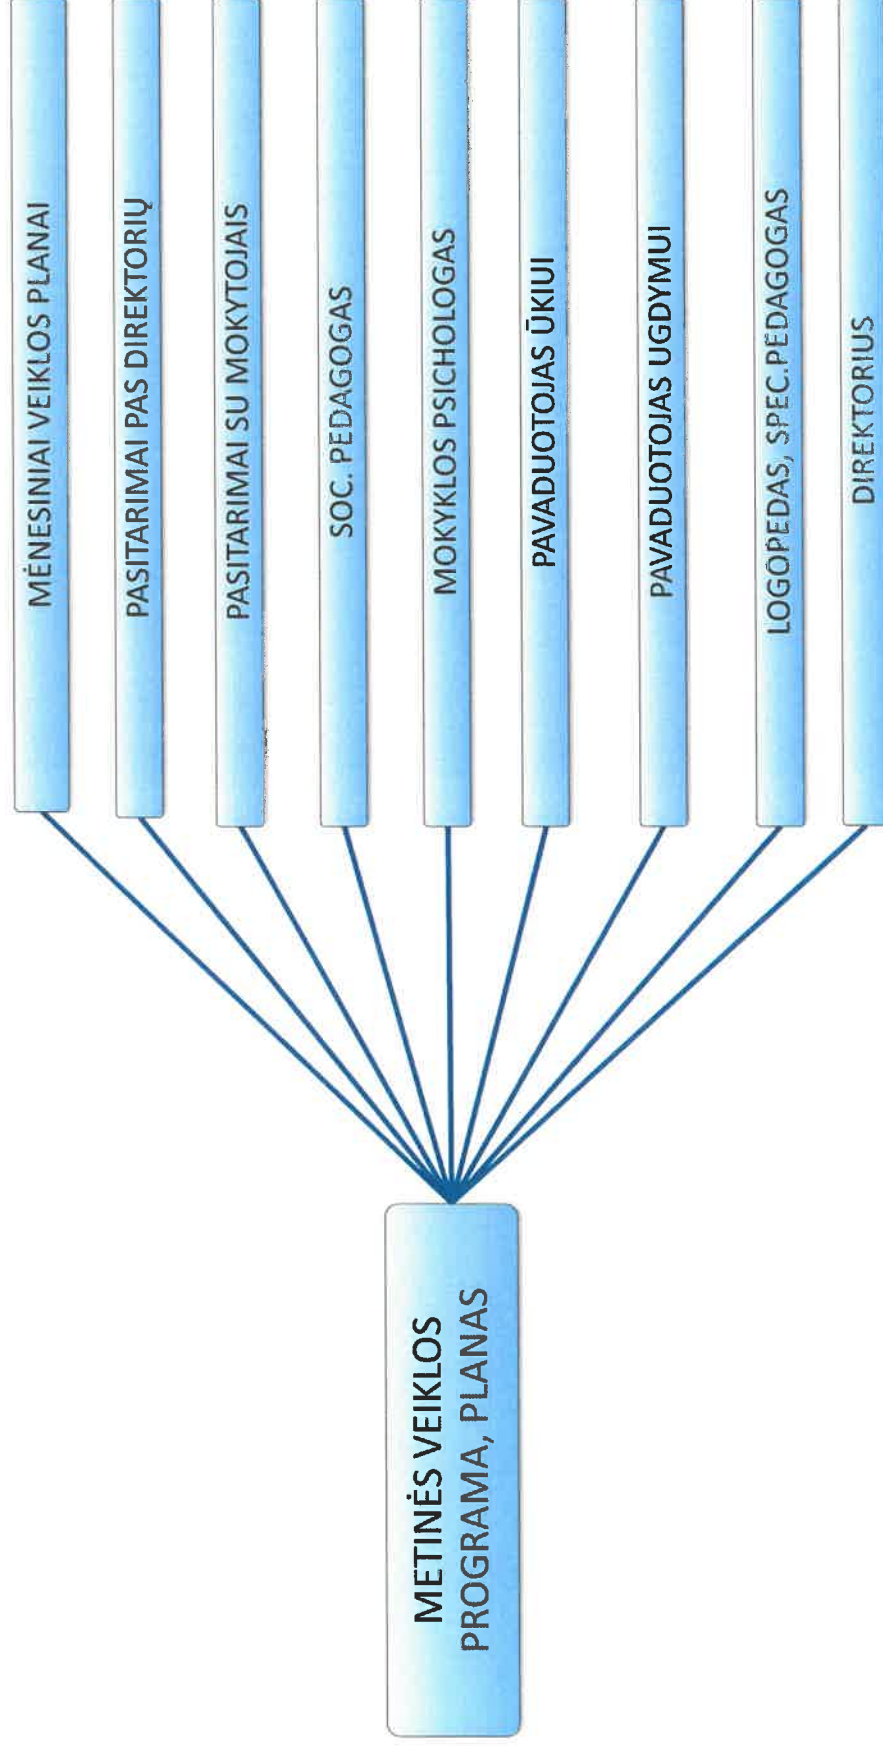 METINĖS VEIKLOS
PROGRAMA, PLANAS
MĖNESINIAI VEIKLOS PLANAI
PASITARIMAI PAS DIREKTORIŲ
PASITARIMAI SU MOKYTOJAIS
SOC. PEDAGOGAS
MOKYKLOS PSICHOLOGAS
PAVADUOTOJAS ŪKIUI
PAVADUOTOJAS UGDYMUI
LOGOPEDAS, SPEC.PEDAGOGAS
DIREKTORIUS